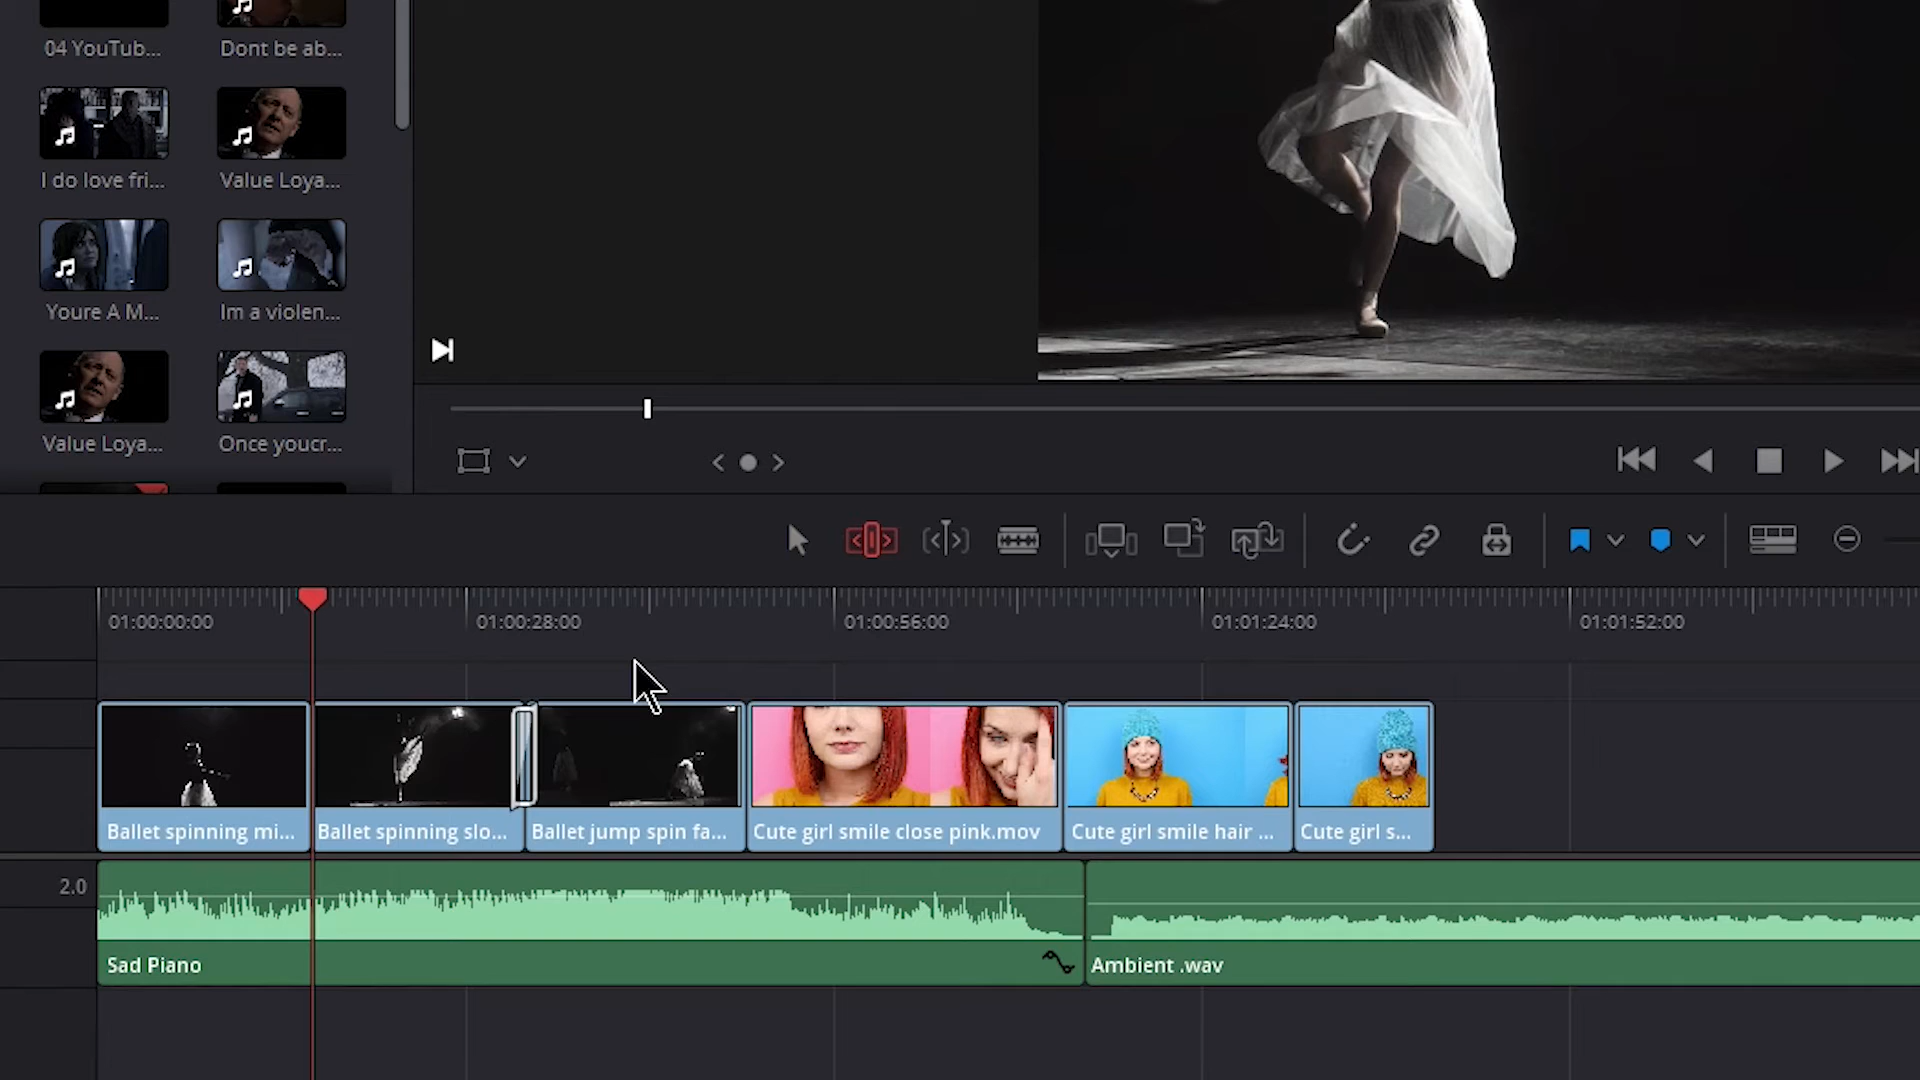 04 YouTub...
Dont be ab...
I do love fri...
Value Loya...
Youre A M...
Im a violen...
Value Loya...
Once youcr...
01:00:00:00
01:00:28:00
01:00:56:00
01:01:24:00
01:01:52:00
Ballet spinning mi...
Ballet spinning slo...
Ballet jump spin fa...
Cute girl smile close pink.mov
Cute girl smile hair ...
Cute girl s...
2.0
Sad Piano
Ambient .wav